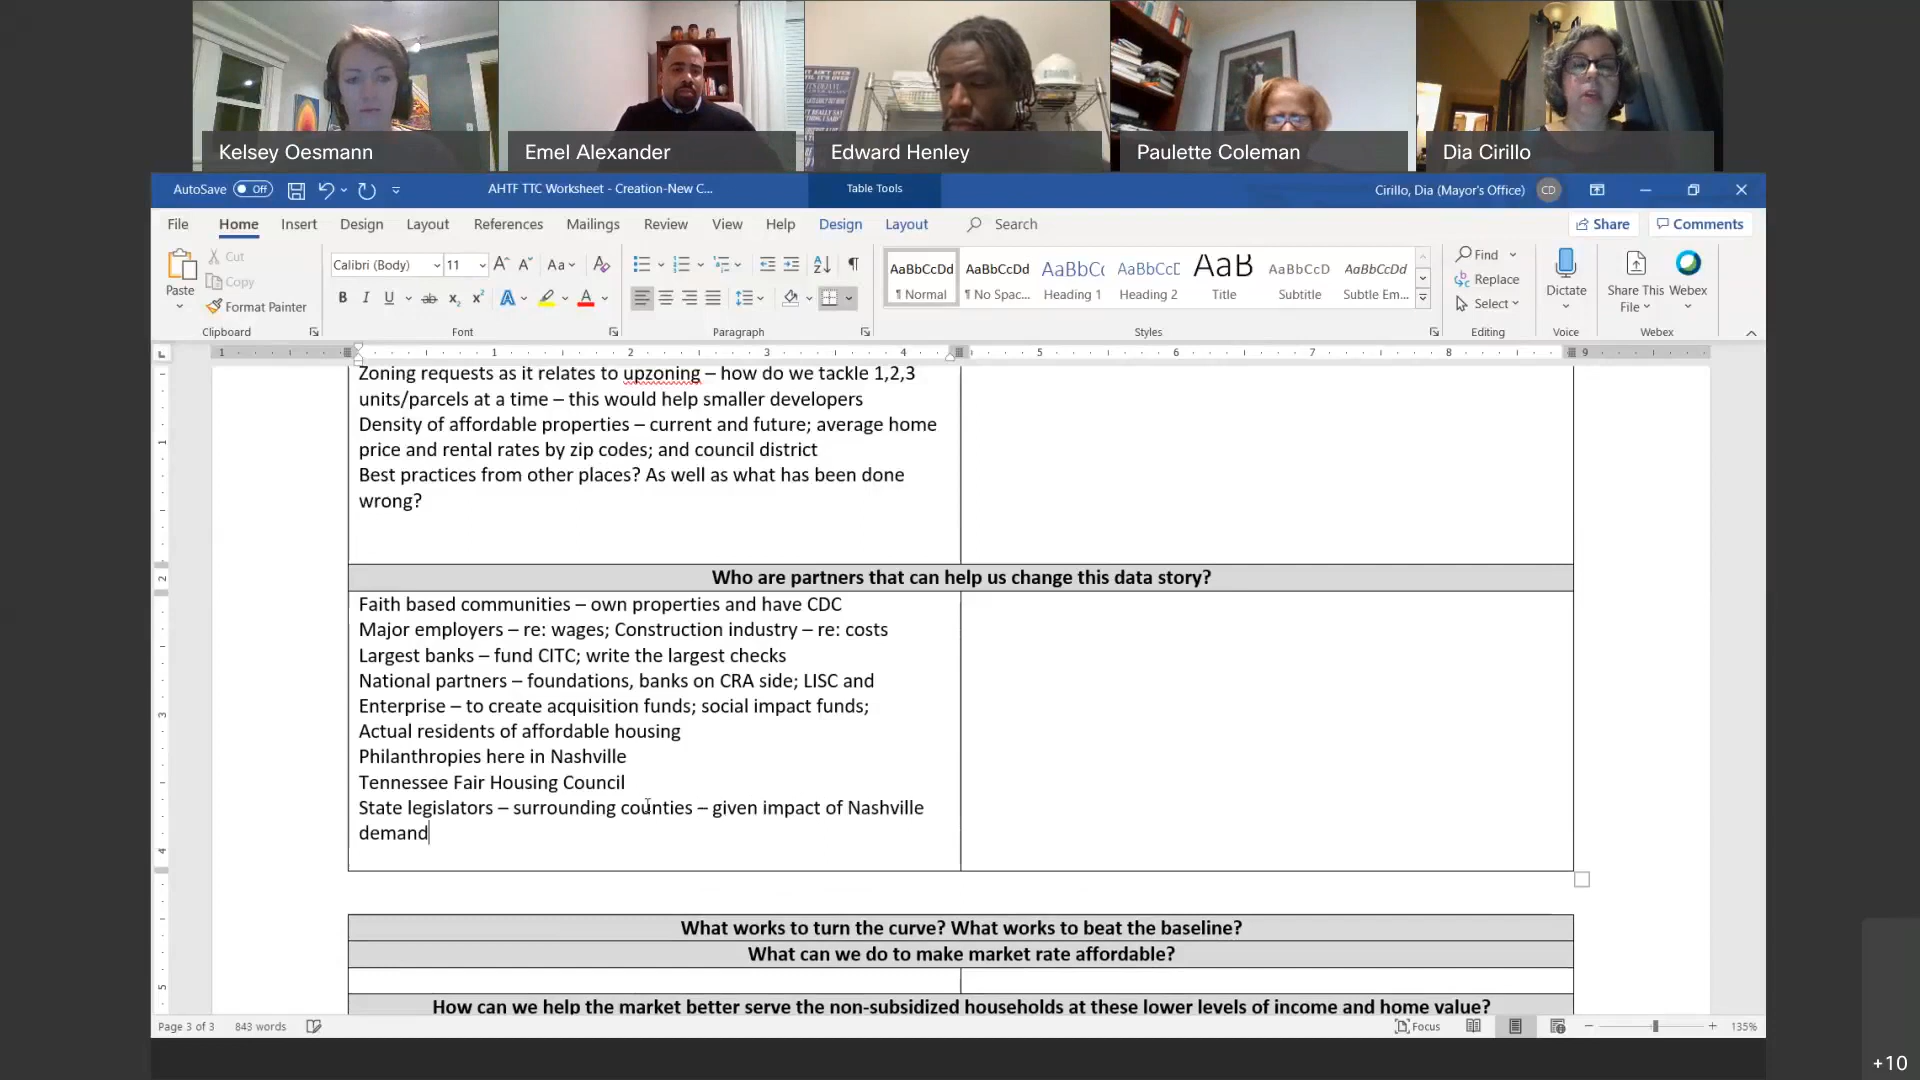 Kelsey Oesmann
Emel Alexander
Edward Henley
Paulette Coleman
Dia Cirillo
AutoSave Off
AHTF TTC Worksheet - Creation-New C...
Table Tools
Cirillo, Dia (Mayor's Office) CD
File Home Insert Design Layout References Mailings Review View Help Design Layout Search Share Comments
Paste
Cut
Copy
Format Painter
Clipboard
Calibri (Body) 11
Font
Paragraph
AaBbCcDd AaBbCcDd AaBbCc AaBbCcD AaB AaBbCcD AaBbCcDd
¶ Normal ¶ No Spac... Heading 1 Heading 2 Title Subtitle Subtle Em...
Styles
Find
Replace
Select
Editing
Dictate
Voice
Share This File
Webex
Webex
1 1 2 3 4 5 6 7 8 9
Zoning requests as it relates to upzoning – how do we tackle 1,2,3
units/parcels at a time – this would help smaller developers
Density of affordable properties – current and future; average home
price and rental rates by zip codes; and council district
Best practices from other places? As well as what has been done
wrong?
Who are partners that can help us change this data story?
Faith based communities – own properties and have CDC
Major employers – re: wages; Construction industry – re: costs
Largest banks – fund CITC; write the largest checks
National partners – foundations, banks on CRA side; LISC and
Enterprise – to create acquisition funds; social impact funds;
Actual residents of affordable housing
Philanthropies here in Nashville
Tennessee Fair Housing Council
State legislators – surrounding counties – given impact of Nashville
demand
What works to turn the curve? What works to beat the baseline?
What can we do to make market rate affordable?
How can we help the market better serve the non-subsidized households at these lower levels of income and home value?
Page 3 of 3 843 words
Focus
135%
+10